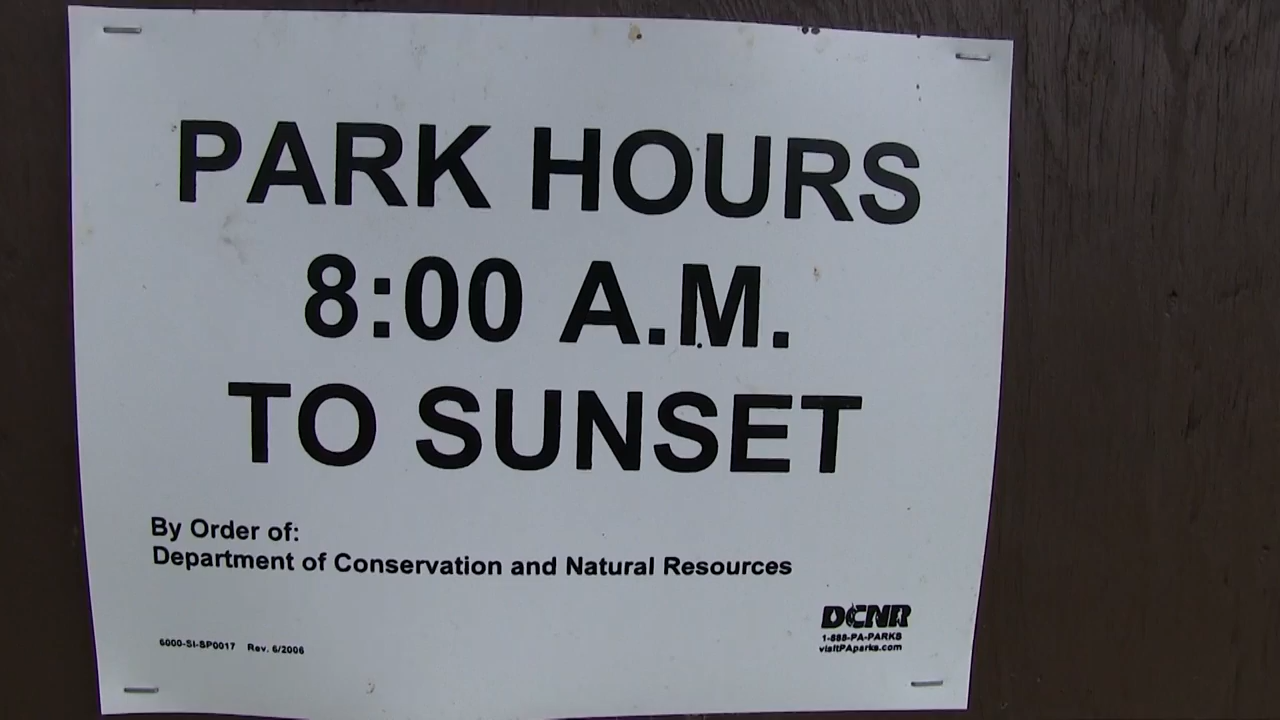 PARK HOURS
8:00 A.M.
TO SUNSET
By Order of:
Department of Conservation and Natural Resources
DCNR
1-888-PA-PARKS
visitPAparks.com
6000-SI-SP0017 Rev. 6/2006